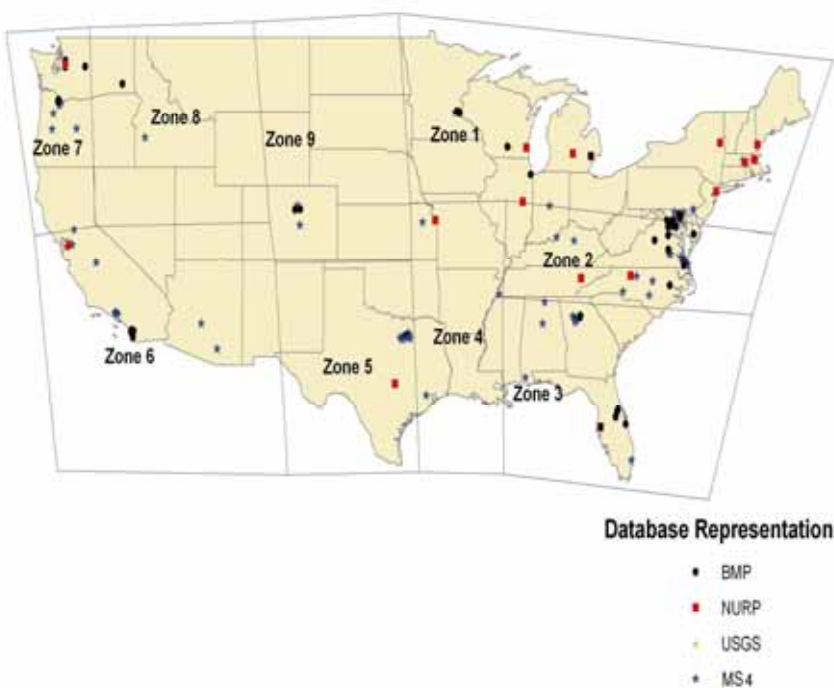 Zone 1
Zone 8
Zone 9
Zone 7
Zone 2
Zone 4
Zone 6
Zone 5
Zone 3
Database Representation
BMP
NURP
USGS
MS4